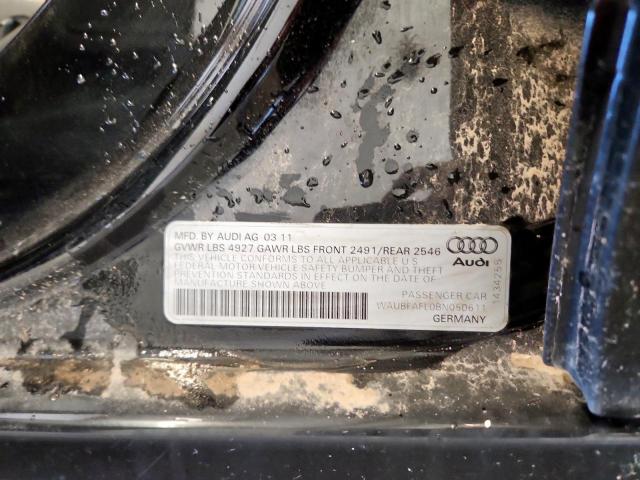 MFD. BY AUDI AG 03 11
GVWR LBS 4927 GAWR LBS FRONT 2491/REAR 2546
THIS VEHICLE CONFORMS TO ALL APPLICABLE U S
FEDERAL MOTOR VEHICLE SAFETY BUMPER AND THEFT
PREVENTION STANDARDS IN EFFECT ON THE DATE OF
MANUFACTURE SHOWN ABOVE
Audi
PASSENGER CAR
WAUBFAFL0BN050611
GERMANY
1434255